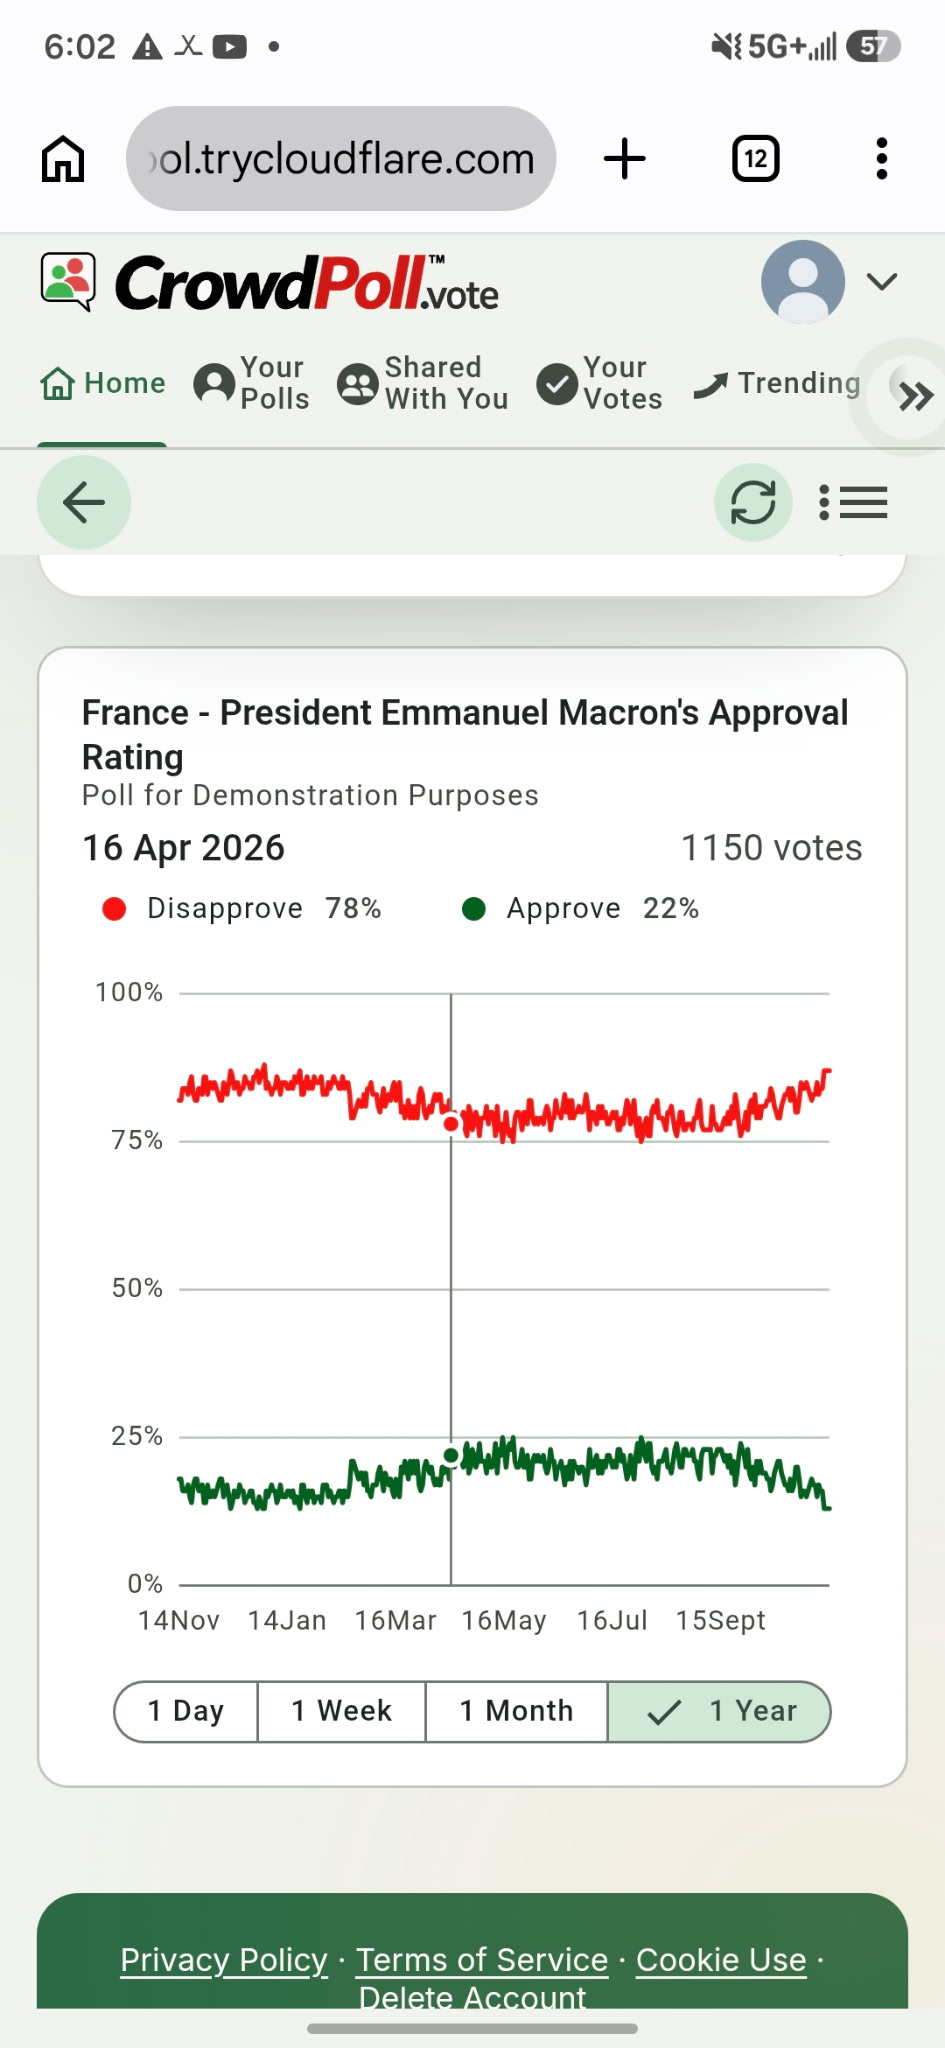 6:02
5G+ 57
ol.trycloudflare.com
12
CrowdPoll™.vote
Home
Your Polls
Shared With You
Your Votes
Trending
France - President Emmanuel Macron's Approval
Rating
Poll for Demonstration Purposes
16 Apr 2026 1150 votes
Disapprove 78% Approve 22%
100%
75%
50%
25%
0%
14Nov 14Jan 16Mar 16May 16Jul 15Sept
1 Day 1 Week 1 Month 1 Year
Privacy Policy · Terms of Service · Cookie Use ·
Delete Account